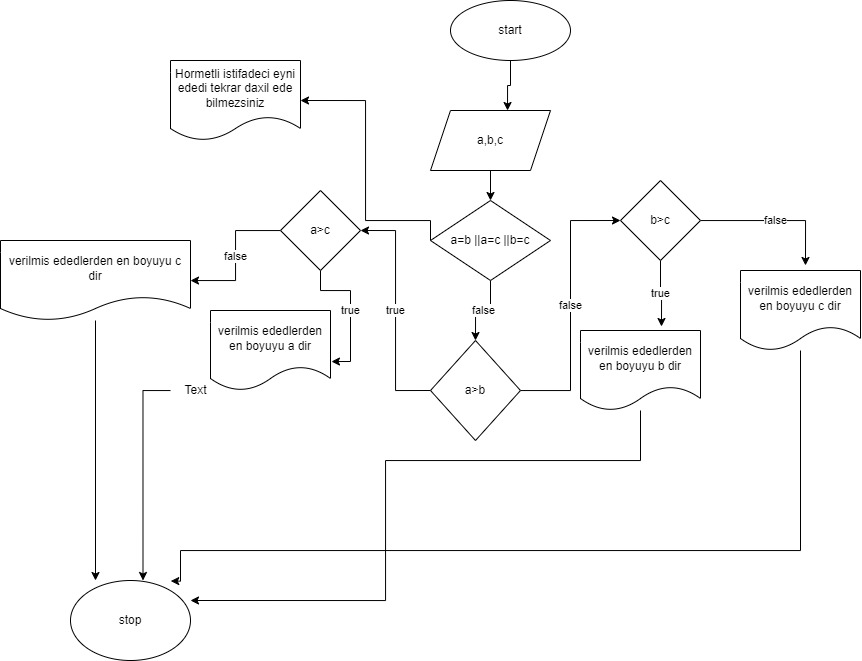 start
Hormetli istifadeci eyni
ededi tekrar daxil ede
bilmezsiniz
a,b,c
a=b ||a=c ||b=c
a>c
b>c
false
false
verilmis ededlerden en boyuyu c
dir
true
true
false
false
true
verilmis ededlerden
en boyuyu c dir
verilmis ededlerden
en boyuyu a dir
verilmis ededlerden
en boyuyu b dir
a>b
Text
stop